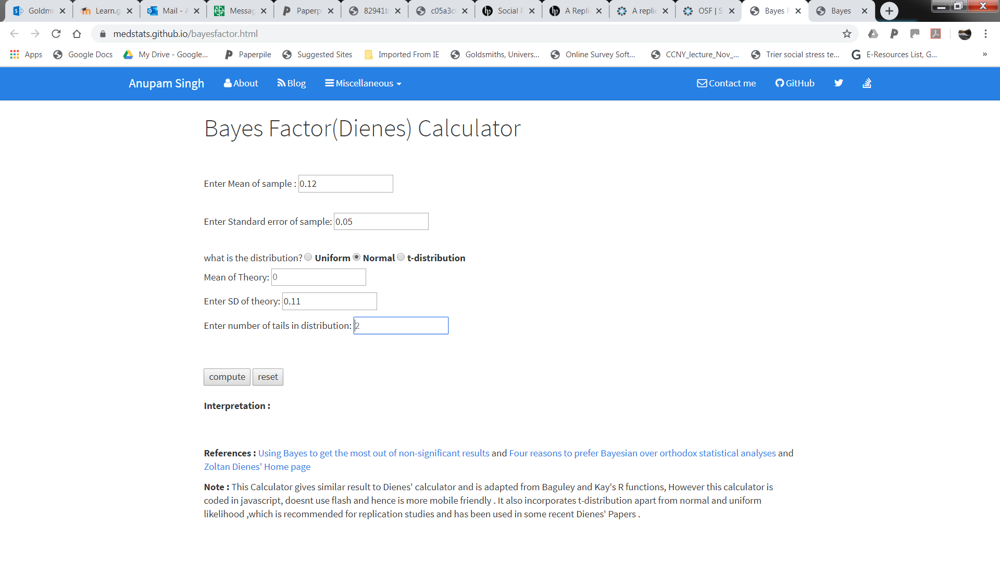 Goldmi
Learn.g
Mail -
Messag
Paperpi
82941b
c05a3c
Social P
A Repli
A replic
OSF | S
Bayes F
Bayes
medstats.github.io/bayesfactor.html
Apps
Google Docs
My Drive - Google...
Paperpile
Suggested Sites
Imported From IE
Goldsmiths, Univers...
Online Survey Soft...
CCNY_lecture_Nov_...
Trier social stress te...
E-Resources List, G...
»
Anupam Singh
About
Blog
Miscellaneous
Contact me
GitHub
Bayes Factor(Dienes) Calculator
Enter Mean of sample : 0.12
Enter Standard error of sample: 0.05
what is the distribution? Uniform Normal t-distribution
Mean of Theory: 0
Enter SD of theory: 0.11
Enter number of tails in distribution: 2
compute reset
Interpretation :
References : Using Bayes to get the most out of non-significant results and Four reasons to prefer Bayesian over orthodox statistical analyses and
Zoltan Dienes' Home page
Note : This Calculator gives similar result to Dienes' calculator and is adapted from Baguley and Kay's R functions, However this calculator is
coded in javascript, doesnt use flash and hence is more mobile friendly . It also incorporates t-distribution apart from normal and uniform
likelihood ,which is recommended for replication studies and has been used in some recent Dienes' Papers .